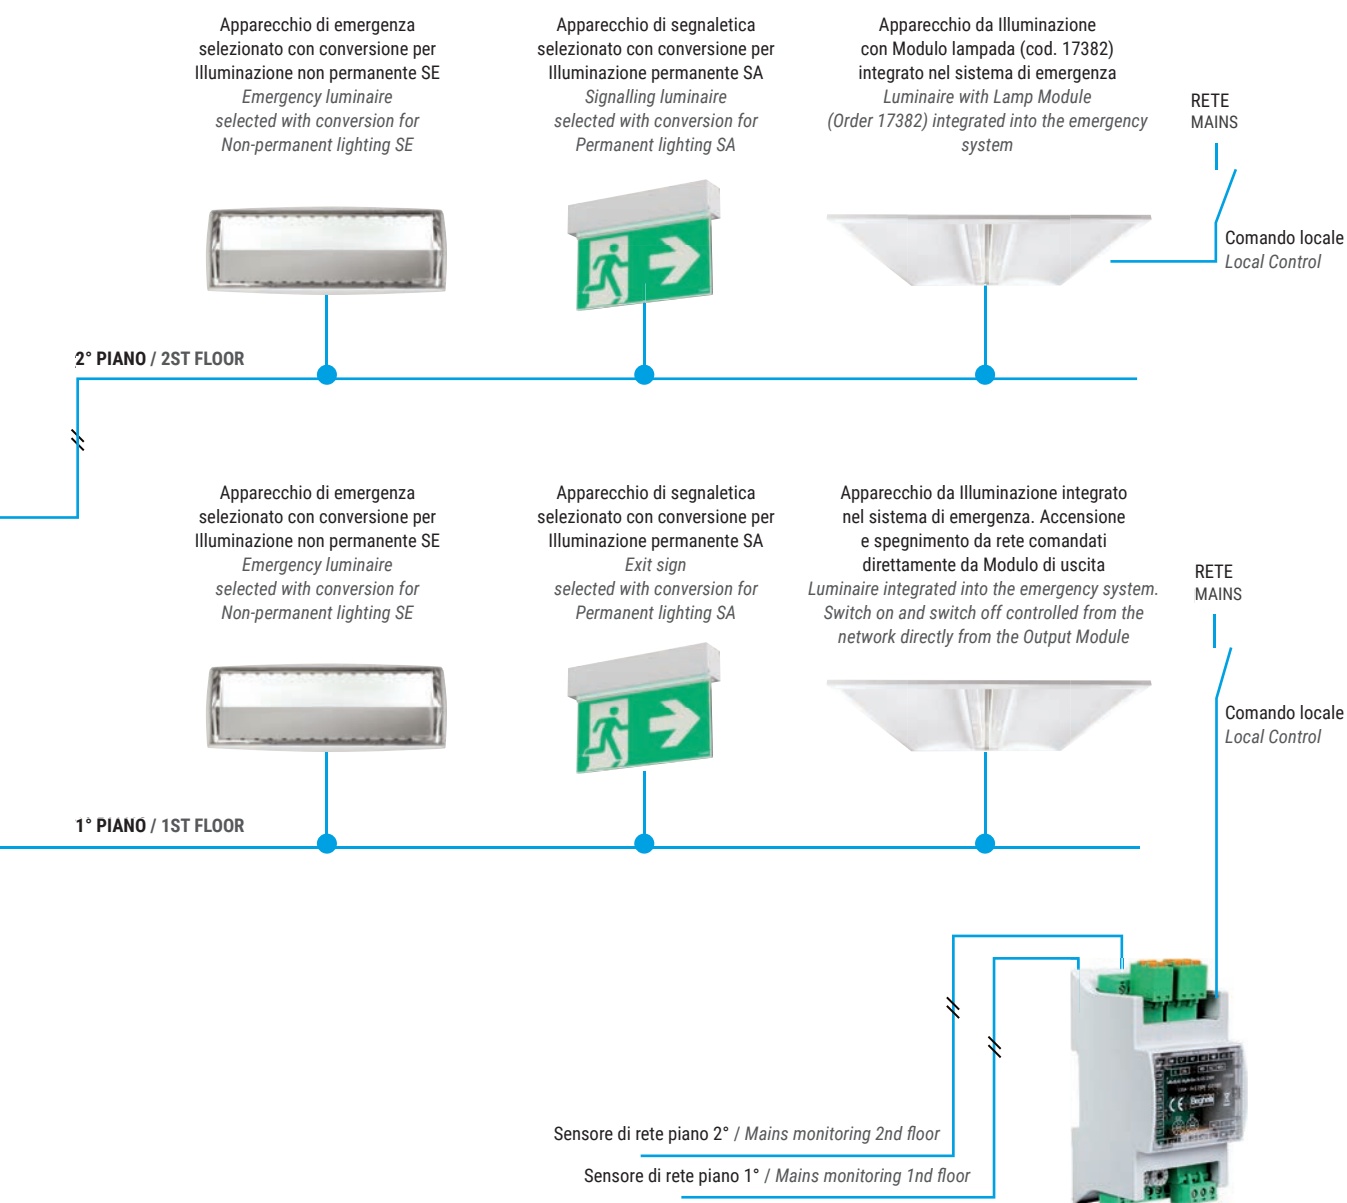 Apparecchio di emergenza
selezionato con conversione per
Illuminazione non permanente SE
Emergency luminaire
selected with conversion for
Non-permanent lighting SE
Apparecchio di segnaletica
selezionato con conversione per
Illuminazione permanente SA
Signalling luminaire
selected with conversion for
Permanent lighting SA
Apparecchio da Illuminazione
con Modulo lampada (cod. 17382)
integrato nel sistema di emergenza
Luminaire with Lamp Module
(Order 17382) integrated into the emergency
system
RETE
MAINS
Comando locale
Local Control
2° PIANO / 2ST FLOOR
Apparecchio di emergenza
selezionato con conversione per
Illuminazione non permanente SE
Emergency luminaire
selected with conversion for
Non-permanent lighting SE
Apparecchio di segnaletica
selezionato con conversione per
Illuminazione permanente SA
Exit sign
selected with conversion for
Permanent lighting SA
Apparecchio da Illuminazione integrato
nel sistema di emergenza. Accensione
e spegnimento da rete comandati
direttamente da Modulo di uscita
Luminaire integrated into the emergency system.
Switch on and switch off controlled from the
network directly from the Output Module
RETE
MAINS
Comando locale
Local Control
1° PIANO / 1ST FLOOR
CE Beghelli
Sensore di rete piano 2° / Mains monitoring 2nd floor
Sensore di rete piano 1° / Mains monitoring 1nd floor